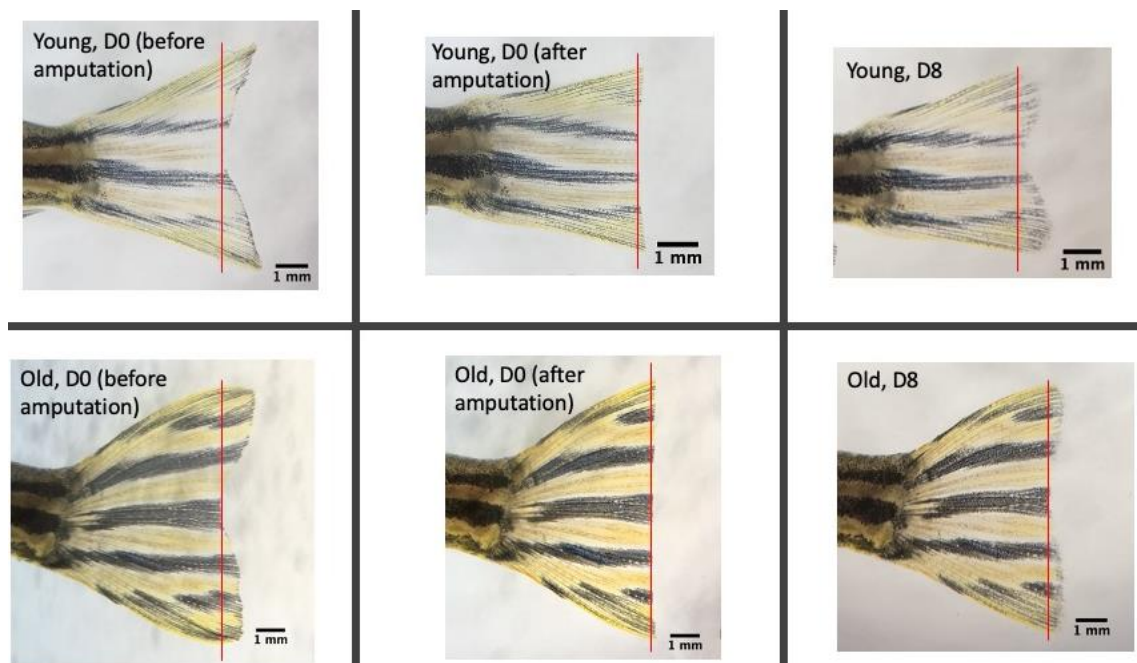 Young, D0 (before
amputation)
1 mm
Young, D0 (after
amputation)
1 mm
Young, D8
1 mm
Old, D0 (before
amputation)
1 mm
Old, D0 (after
amputation)
1 mm
Old, D8
1 mm